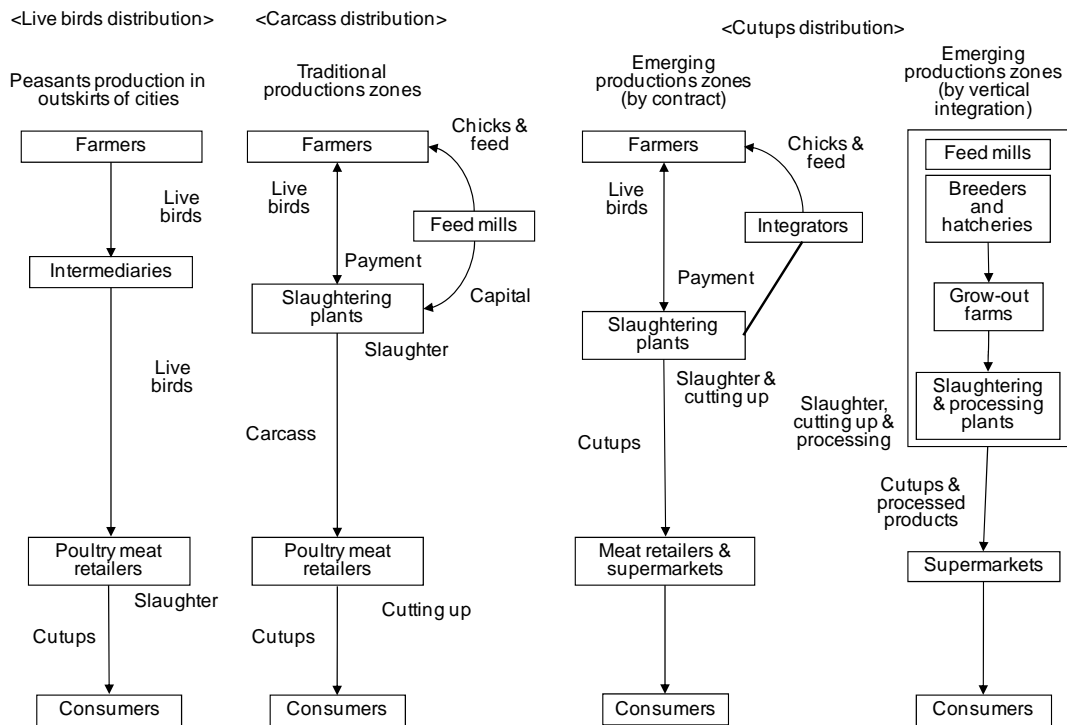 <Live birds distribution>
<Carcass distribution>
<Cutups distribution>
Peasants production in
outskirts of cities
Farmers
Live
birds
Intermediaries
Live
birds
Poultry meat
retailers
Slaughter
Cutups
Consumers
Traditional
productions zones
Chicks &
feed
Farmers
Live
birds
Feed mills
Payment
Capital
Slaughtering
plants
Slaughter
Carcass
Poultry meat
retailers
Cutting up
Cutups
Consumers
Emerging
productions zones
(by contract)
Chicks &
feed
Farmers
Live
birds
Integrators
Payment
Slaughtering
plants
Slaughter &
cutting up
Cutups
Meat retailers &
supermarkets
Consumers
Emerging
productions zones
(by vertical
integration)
Feed mills
Breeders
and
hatcheries
Grow-out
farms
Slaughtering
& processing
plants
Slaughter,
cutting up &
processing
Cutups &
processed
products
Supermarkets
Consumers